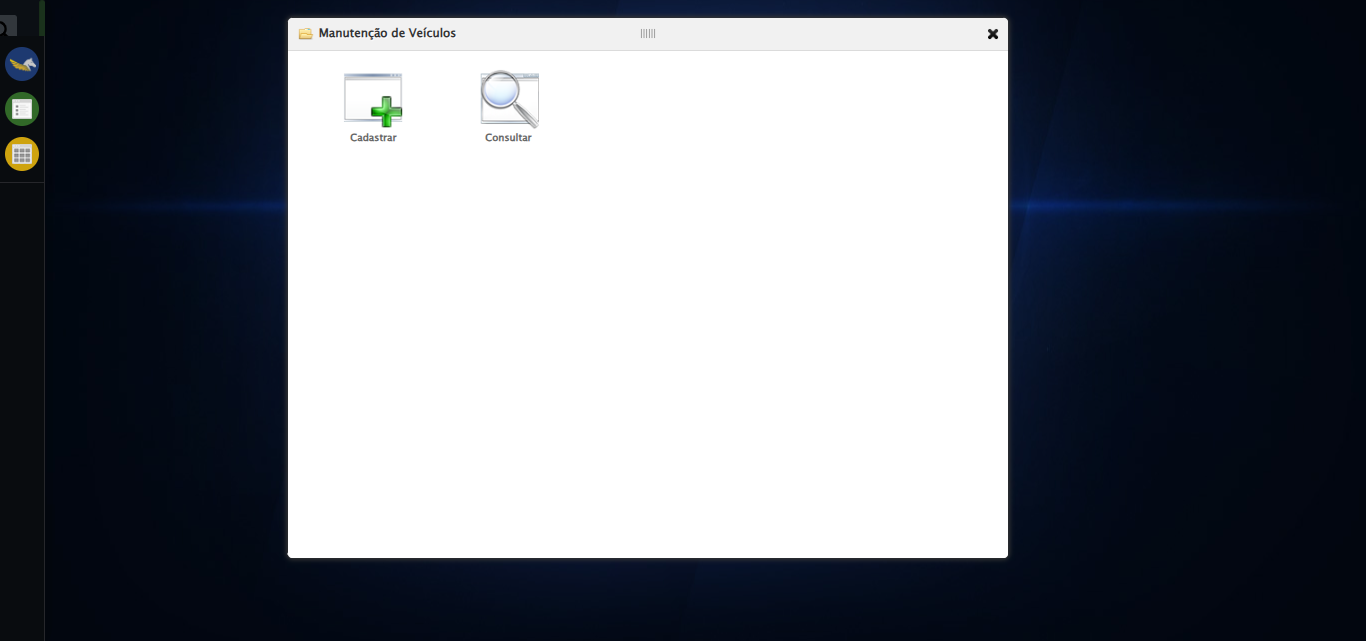 Manutenção de Veículos
Cadastrar
Consultar